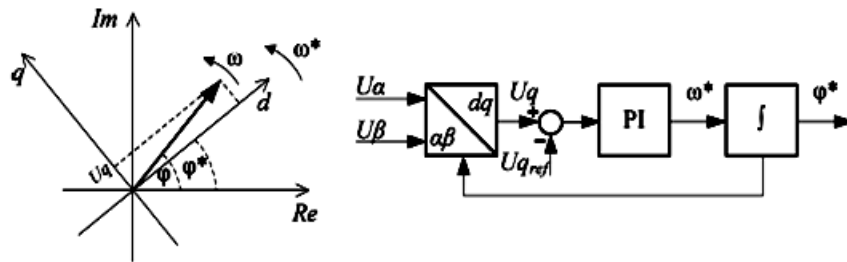 Im
ω
ω*
q
d
Uq
φ
φ*
Re
Uα
Uβ
dq
αβ
Uq
+
-
Uqref
PI
ω*
∫
φ*